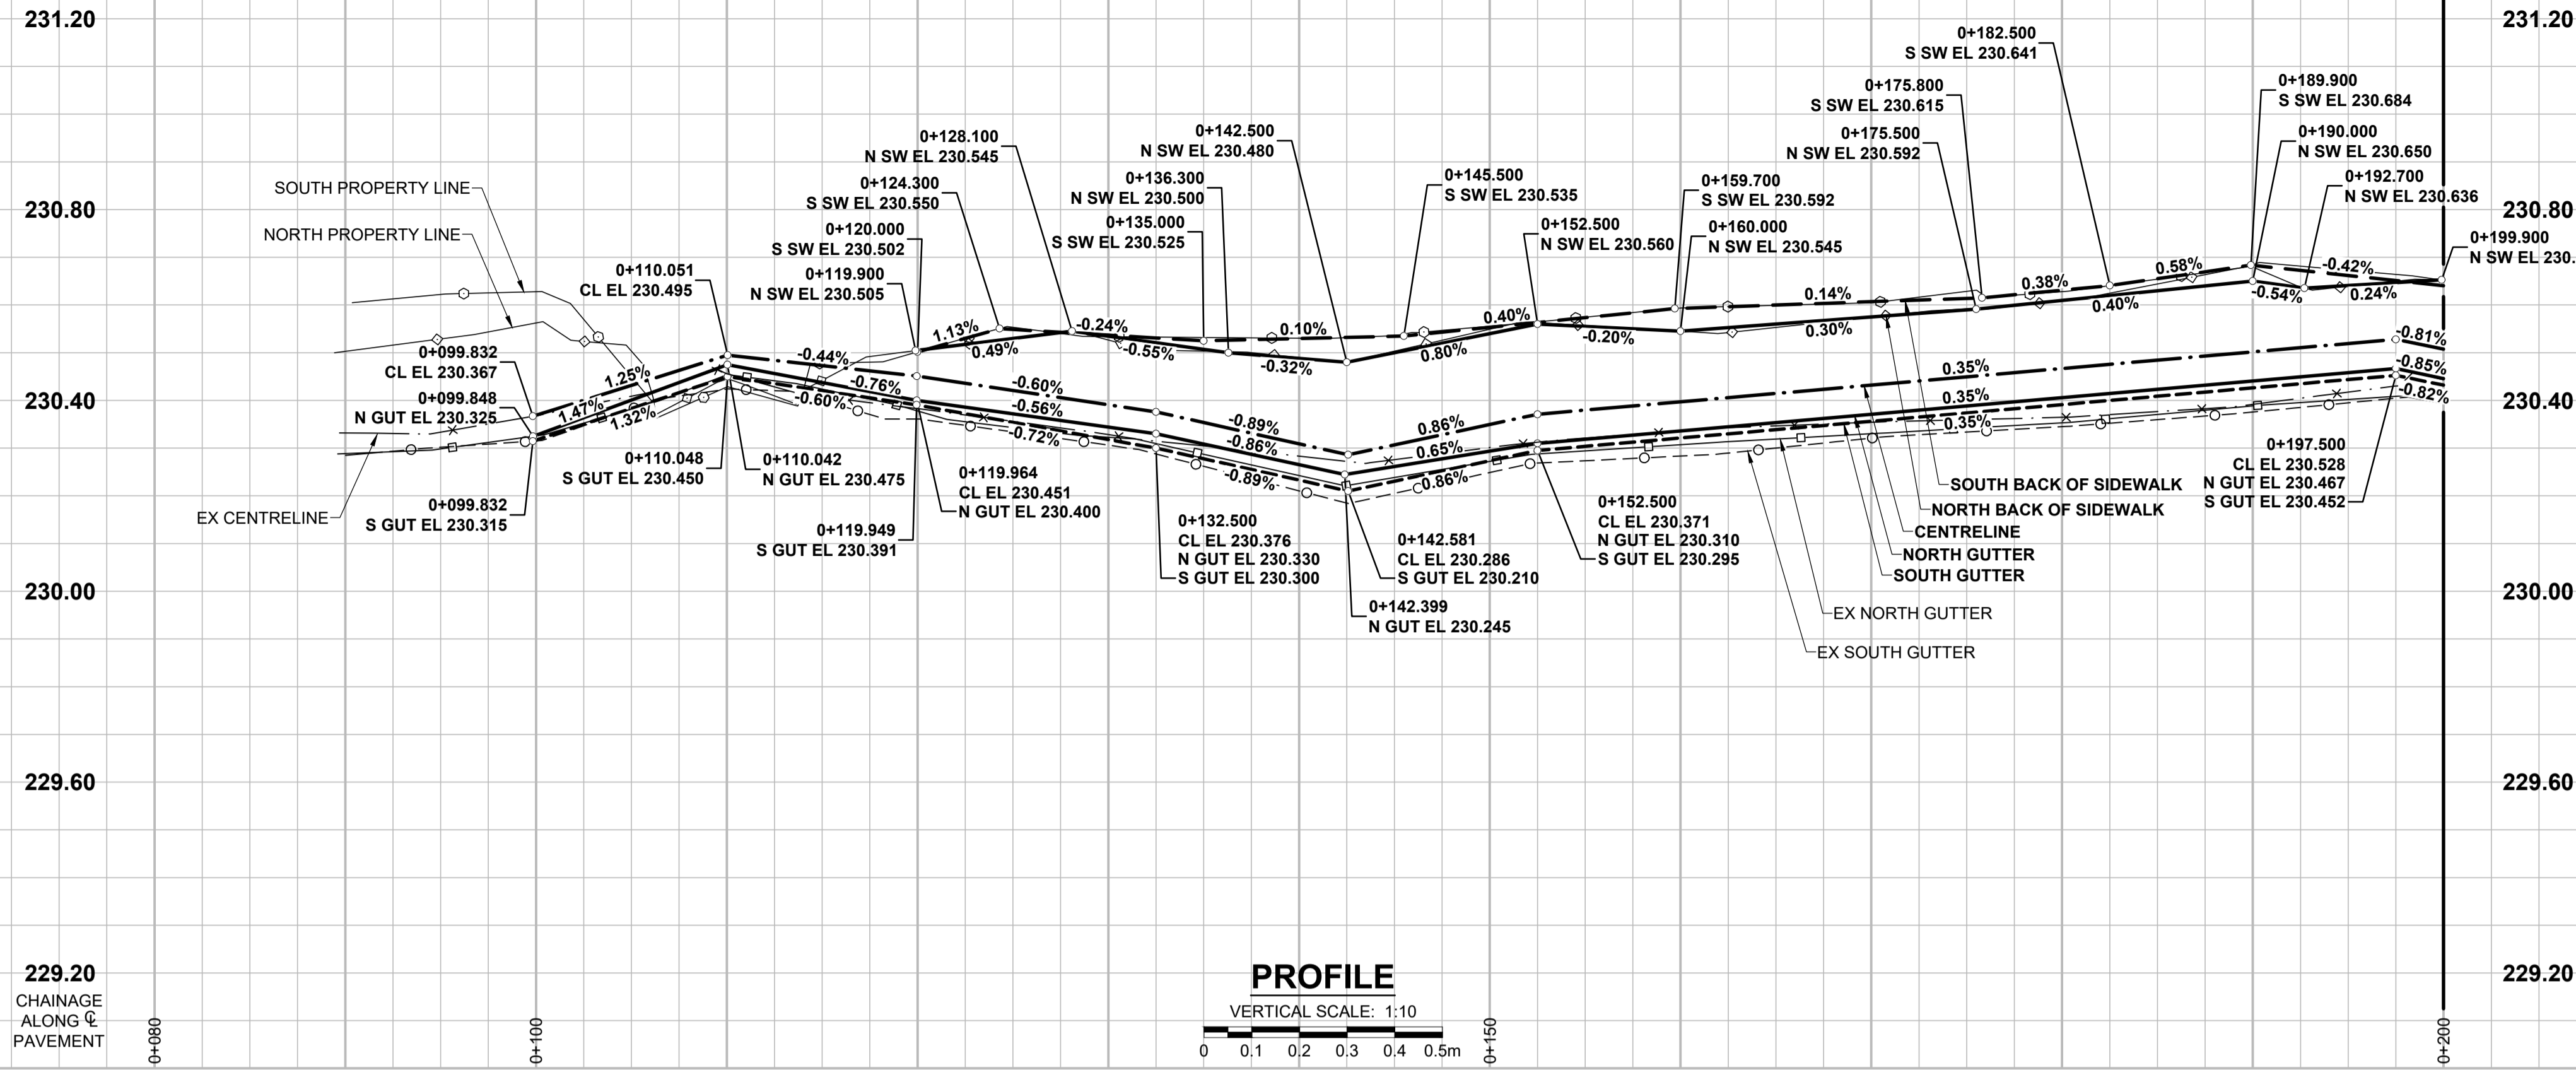 231.20
231.20
0+182.500
S SW EL 230.641
0+175.800
S SW EL 230.615
0+189.900
S SW EL 230.684
0+128.100
N SW EL 230.545
0+142.500
N SW EL 230.480
0+175.500
N SW EL 230.592
0+190.000
N SW EL 230.650
SOUTH PROPERTY LINE
0+124.300
S SW EL 230.550
0+136.300
N SW EL 230.500
0+145.500
S SW EL 230.535
0+159.700
S SW EL 230.592
0+192.700
N SW EL 230.636
230.80
230.80
NORTH PROPERTY LINE
0+120.000
S SW EL 230.502
0+135.000
S SW EL 230.525
0+152.500
N SW EL 230.560
0+160.000
N SW EL 230.545
0+199.900
N SW EL 230.
0+110.051
CL EL 230.495
0+119.900
N SW EL 230.505
1.13%
0.49%
-0.24%
-0.55%
0.10%
-0.32%
0.40%
0.80%
-0.20%
0.14%
0.30%
0.38%
0.40%
0.58%
-0.42%
-0.54%
0.24%
-0.81%
-0.85%
-0.82%
0+099.832
CL EL 230.367
0+099.848
N GUT EL 230.325
230.40
230.40
1.25%
1.47%
1.32%
-0.44%
-0.76%
-0.60%
-0.60%
-0.56%
-0.72%
-0.89%
-0.86%
-0.89%
0.86%
0.65%
0.86%
0.35%
0.35%
0.35%
EX CENTRELINE
0+099.832
S GUT EL 230.315
0+110.048
S GUT EL 230.450
0+110.042
N GUT EL 230.475
0+119.949
S GUT EL 230.391
0+119.964
CL EL 230.451
N GUT EL 230.400
0+132.500
CL EL 230.376
N GUT EL 230.330
S GUT EL 230.300
0+142.581
CL EL 230.286
S GUT EL 230.210
0+142.399
N GUT EL 230.245
0+152.500
CL EL 230.371
N GUT EL 230.310
S GUT EL 230.295
0+197.500
CL EL 230.528
N GUT EL 230.467
S GUT EL 230.452
SOUTH BACK OF SIDEWALK
NORTH BACK OF SIDEWALK
CENTRELINE
NORTH GUTTER
SOUTH GUTTER
EX NORTH GUTTER
EX SOUTH GUTTER
230.00
230.00
229.60
229.60
229.20
229.20
CHAINAGE
ALONG ℄
PAVEMENT
0+080
0+100
0+150
0+200
PROFILE
VERTICAL SCALE: 1:10
0 0.1 0.2 0.3 0.4 0.5m